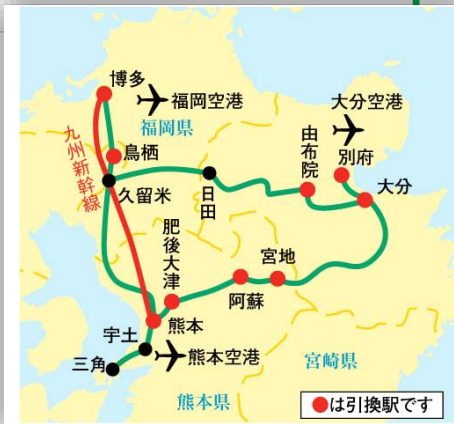 博多
福岡空港
大分空港
福岡県
九州新幹線
鳥栖
由布院
別府
久留米
日田
大分
肥後大津
宮地
阿蘇
熊本
宇土
熊本空港
三角
宮崎県
熊本県
●は引換駅です